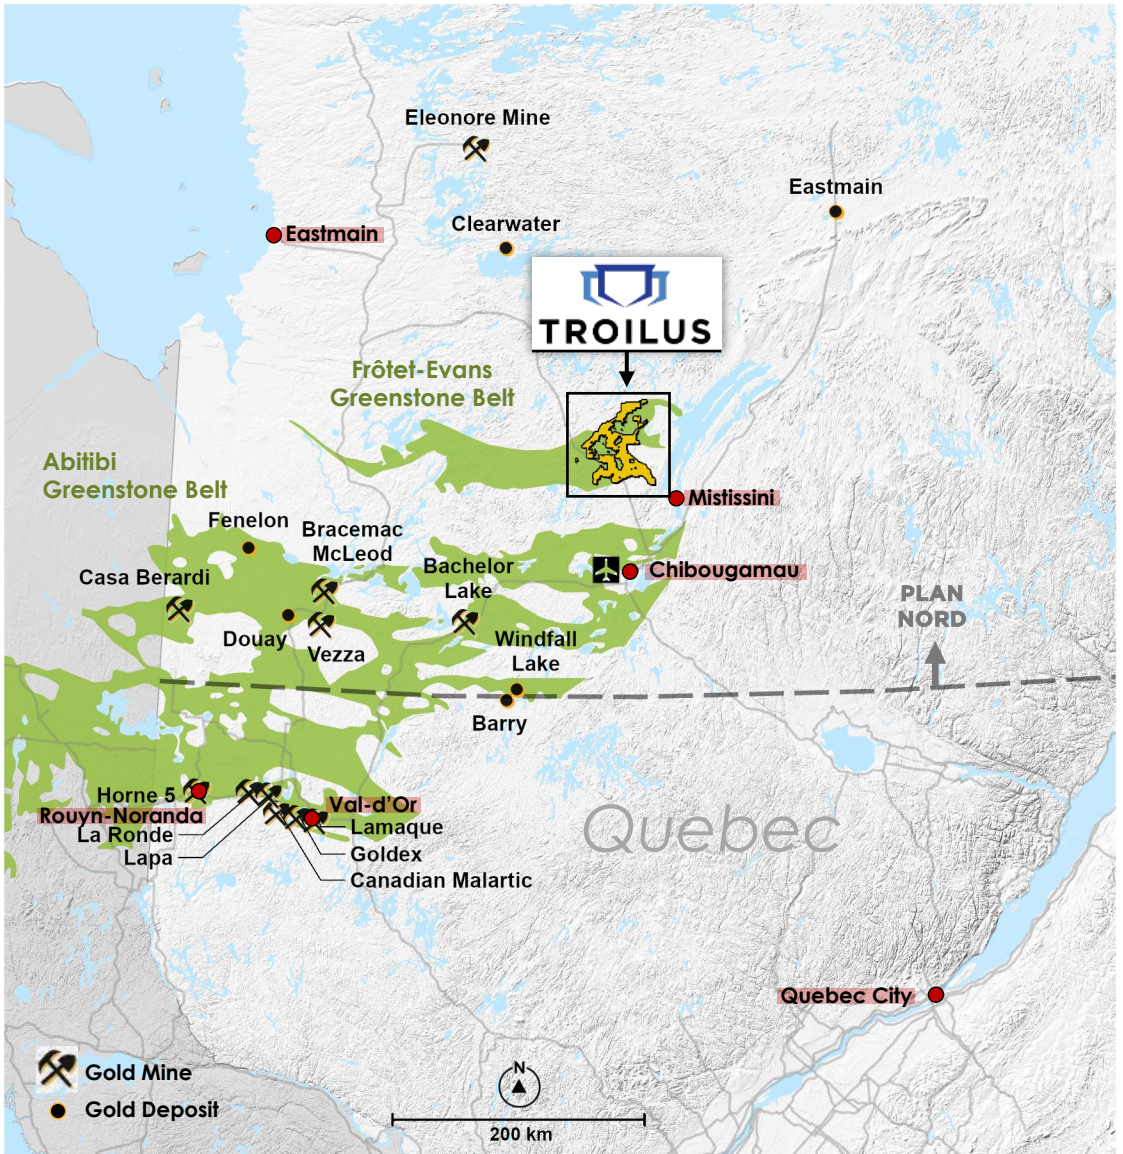 Eleonore Mine
Eastmain
Clearwater
Eastmain
TROILUS
Frôtet-Evans
Greenstone Belt
Abitibi
Greenstone Belt
Mistissini
Fenelon
Bracemac
McLeod
Bachelor
Lake
Chibougamau
Casa Berardi
PLAN
NORD
Douay
Vezza
Windfall
Lake
Barry
Horne 5
Rouyn-Noranda
Val-d'Or
La Ronde
Lamaque
Lapa
Goldex
Canadian Malartic
Quebec
Quebec City
Gold Mine
Gold Deposit
N
200 km